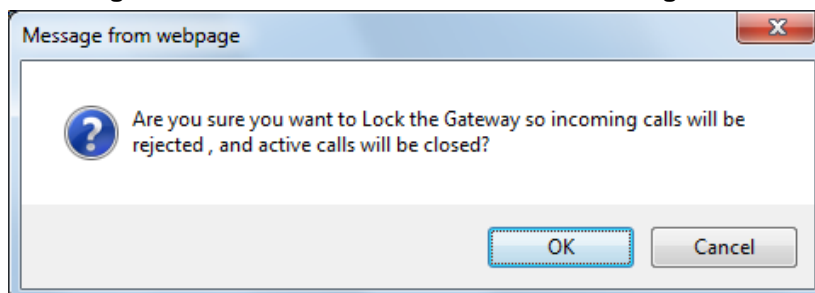 Message from webpage
Are you sure you want to Lock the Gateway so incoming calls will be
rejected , and active calls will be closed?
OK
Cancel